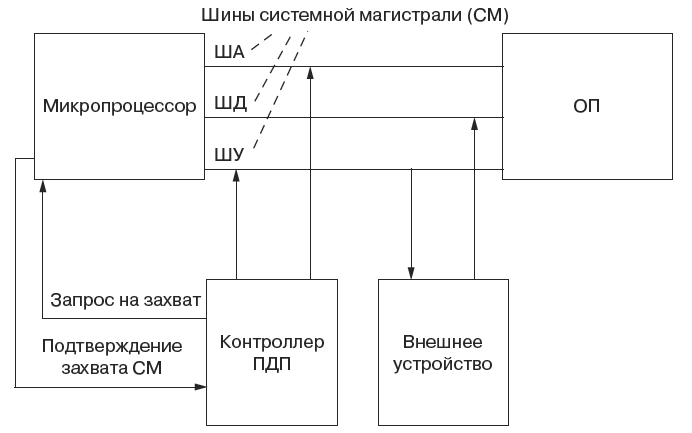 Шины системной магистрали (СМ)
ША
Микропроцессор
ШД
ОП
ШУ
Запрос на захват
Подтверждение
захвата СМ
Контроллер
ПДП
Внешнее
устройство